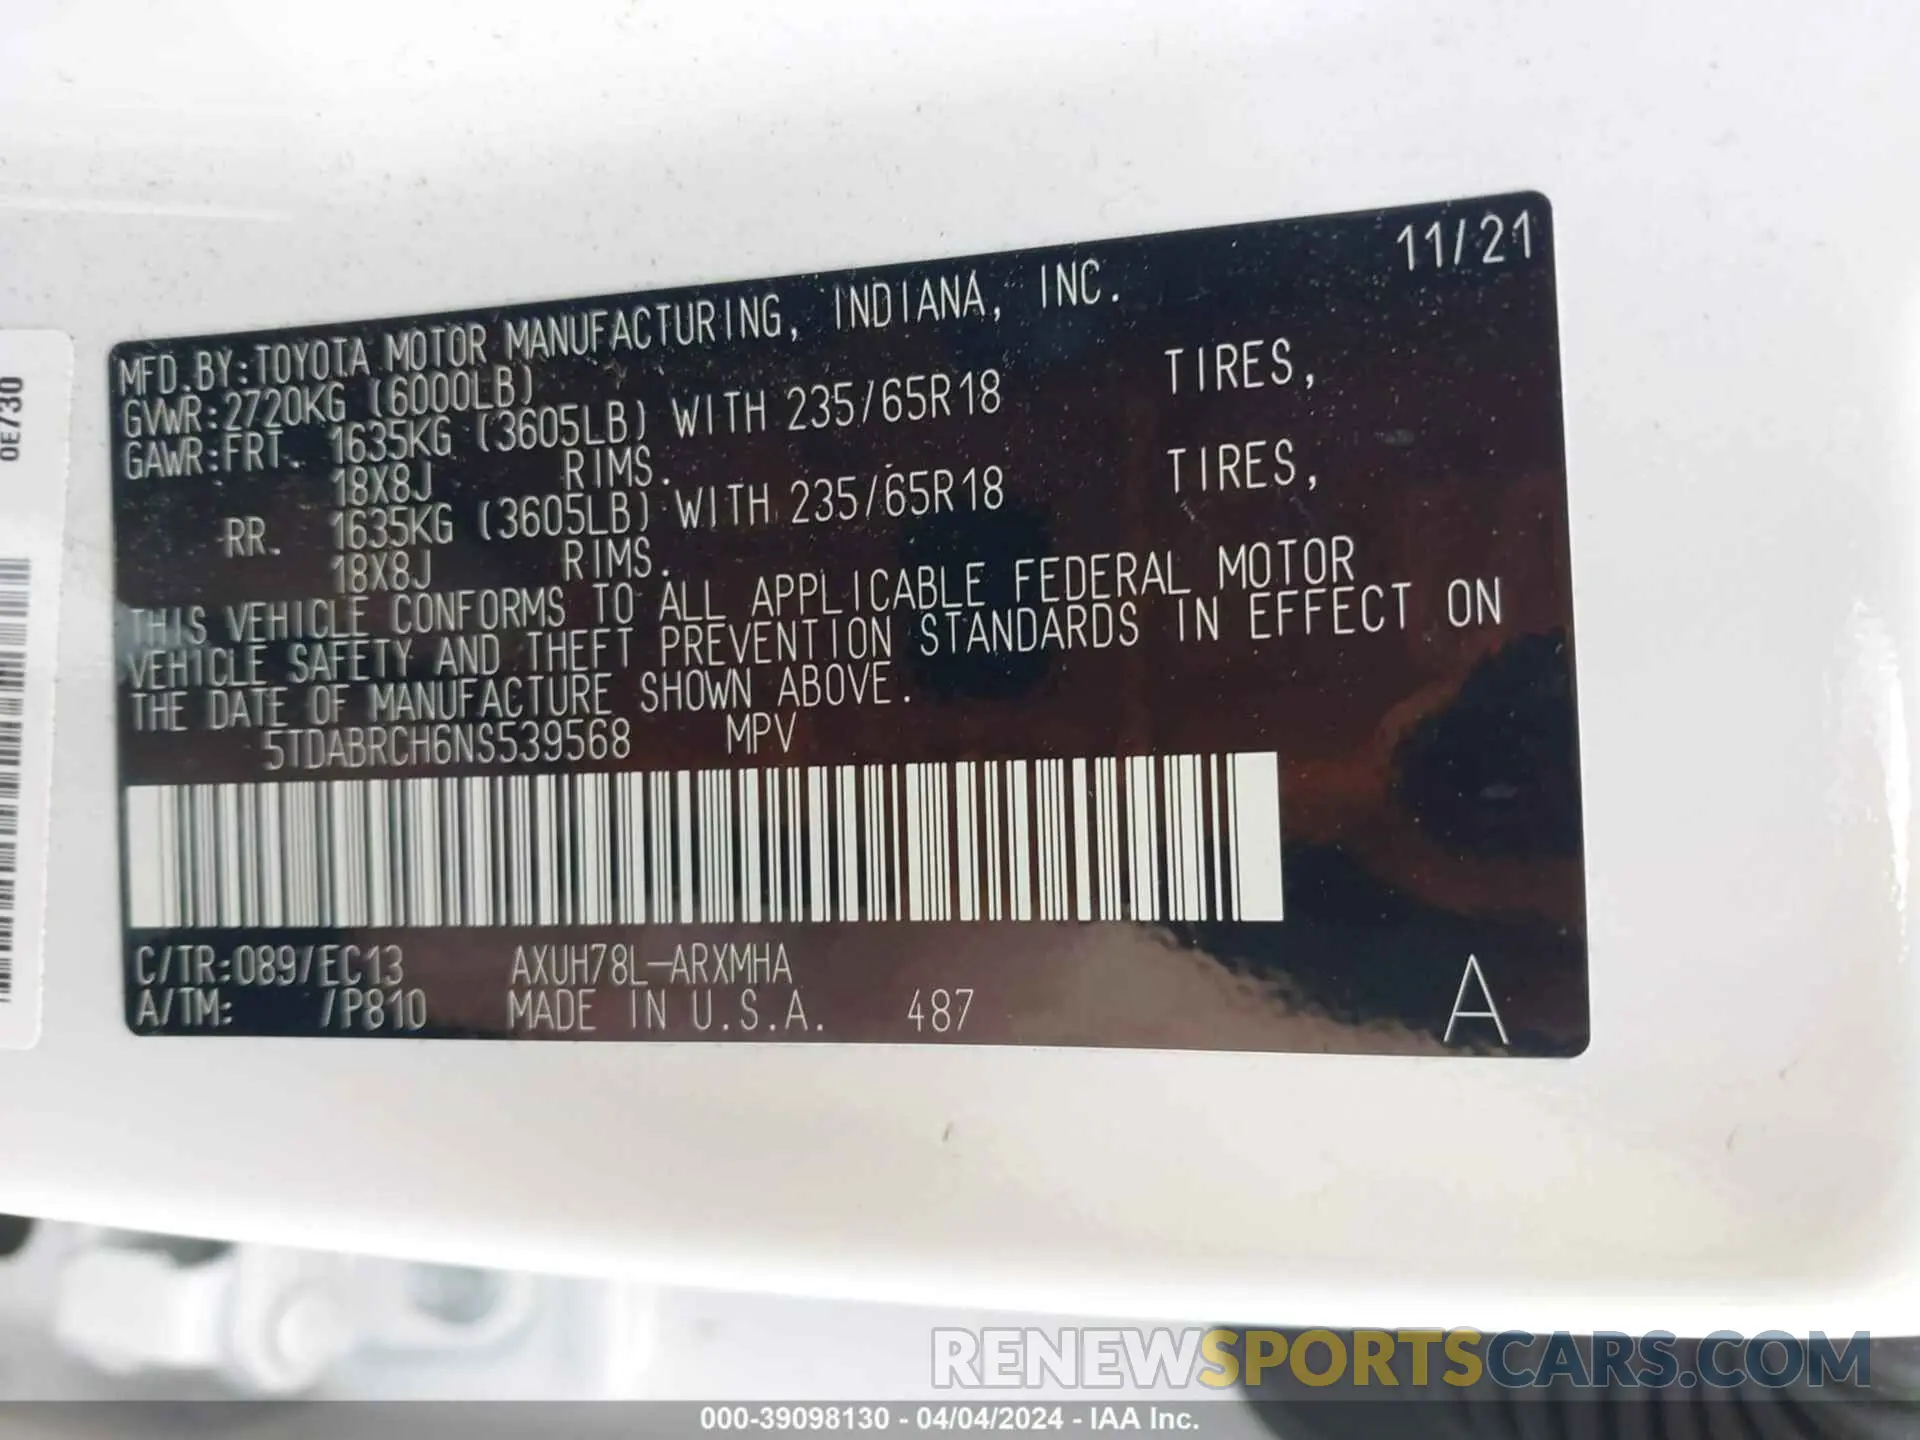 11/21
MFD.BY:TOYOTA MOTOR MANUFACTURING, INDIANA, INC.
GVWR:2720KG (6000LB)
GAWR:FRT. 1635KG (3605LB) WITH 235/65R18 TIRES,
18X8J RIMS.
RR. 1635KG (3605LB) WITH 235/65R18 TIRES,
18X8J RIMS.
THIS VEHICLE CONFORMS TO ALL APPLICABLE FEDERAL MOTOR
VEHICLE SAFETY AND THEFT PREVENTION STANDARDS IN EFFECT ON
THE DATE OF MANUFACTURE SHOWN ABOVE.
5TDABRCH6NS539568 MPV
C/TR:089/EC13 AXUH78L-ARXMHA
A/TM: /P810 MADE IN U.S.A. 487 A
0E730
RENEWSPORTSCARS.COM
000-39098130 - 04/04/2024 - IAA Inc.